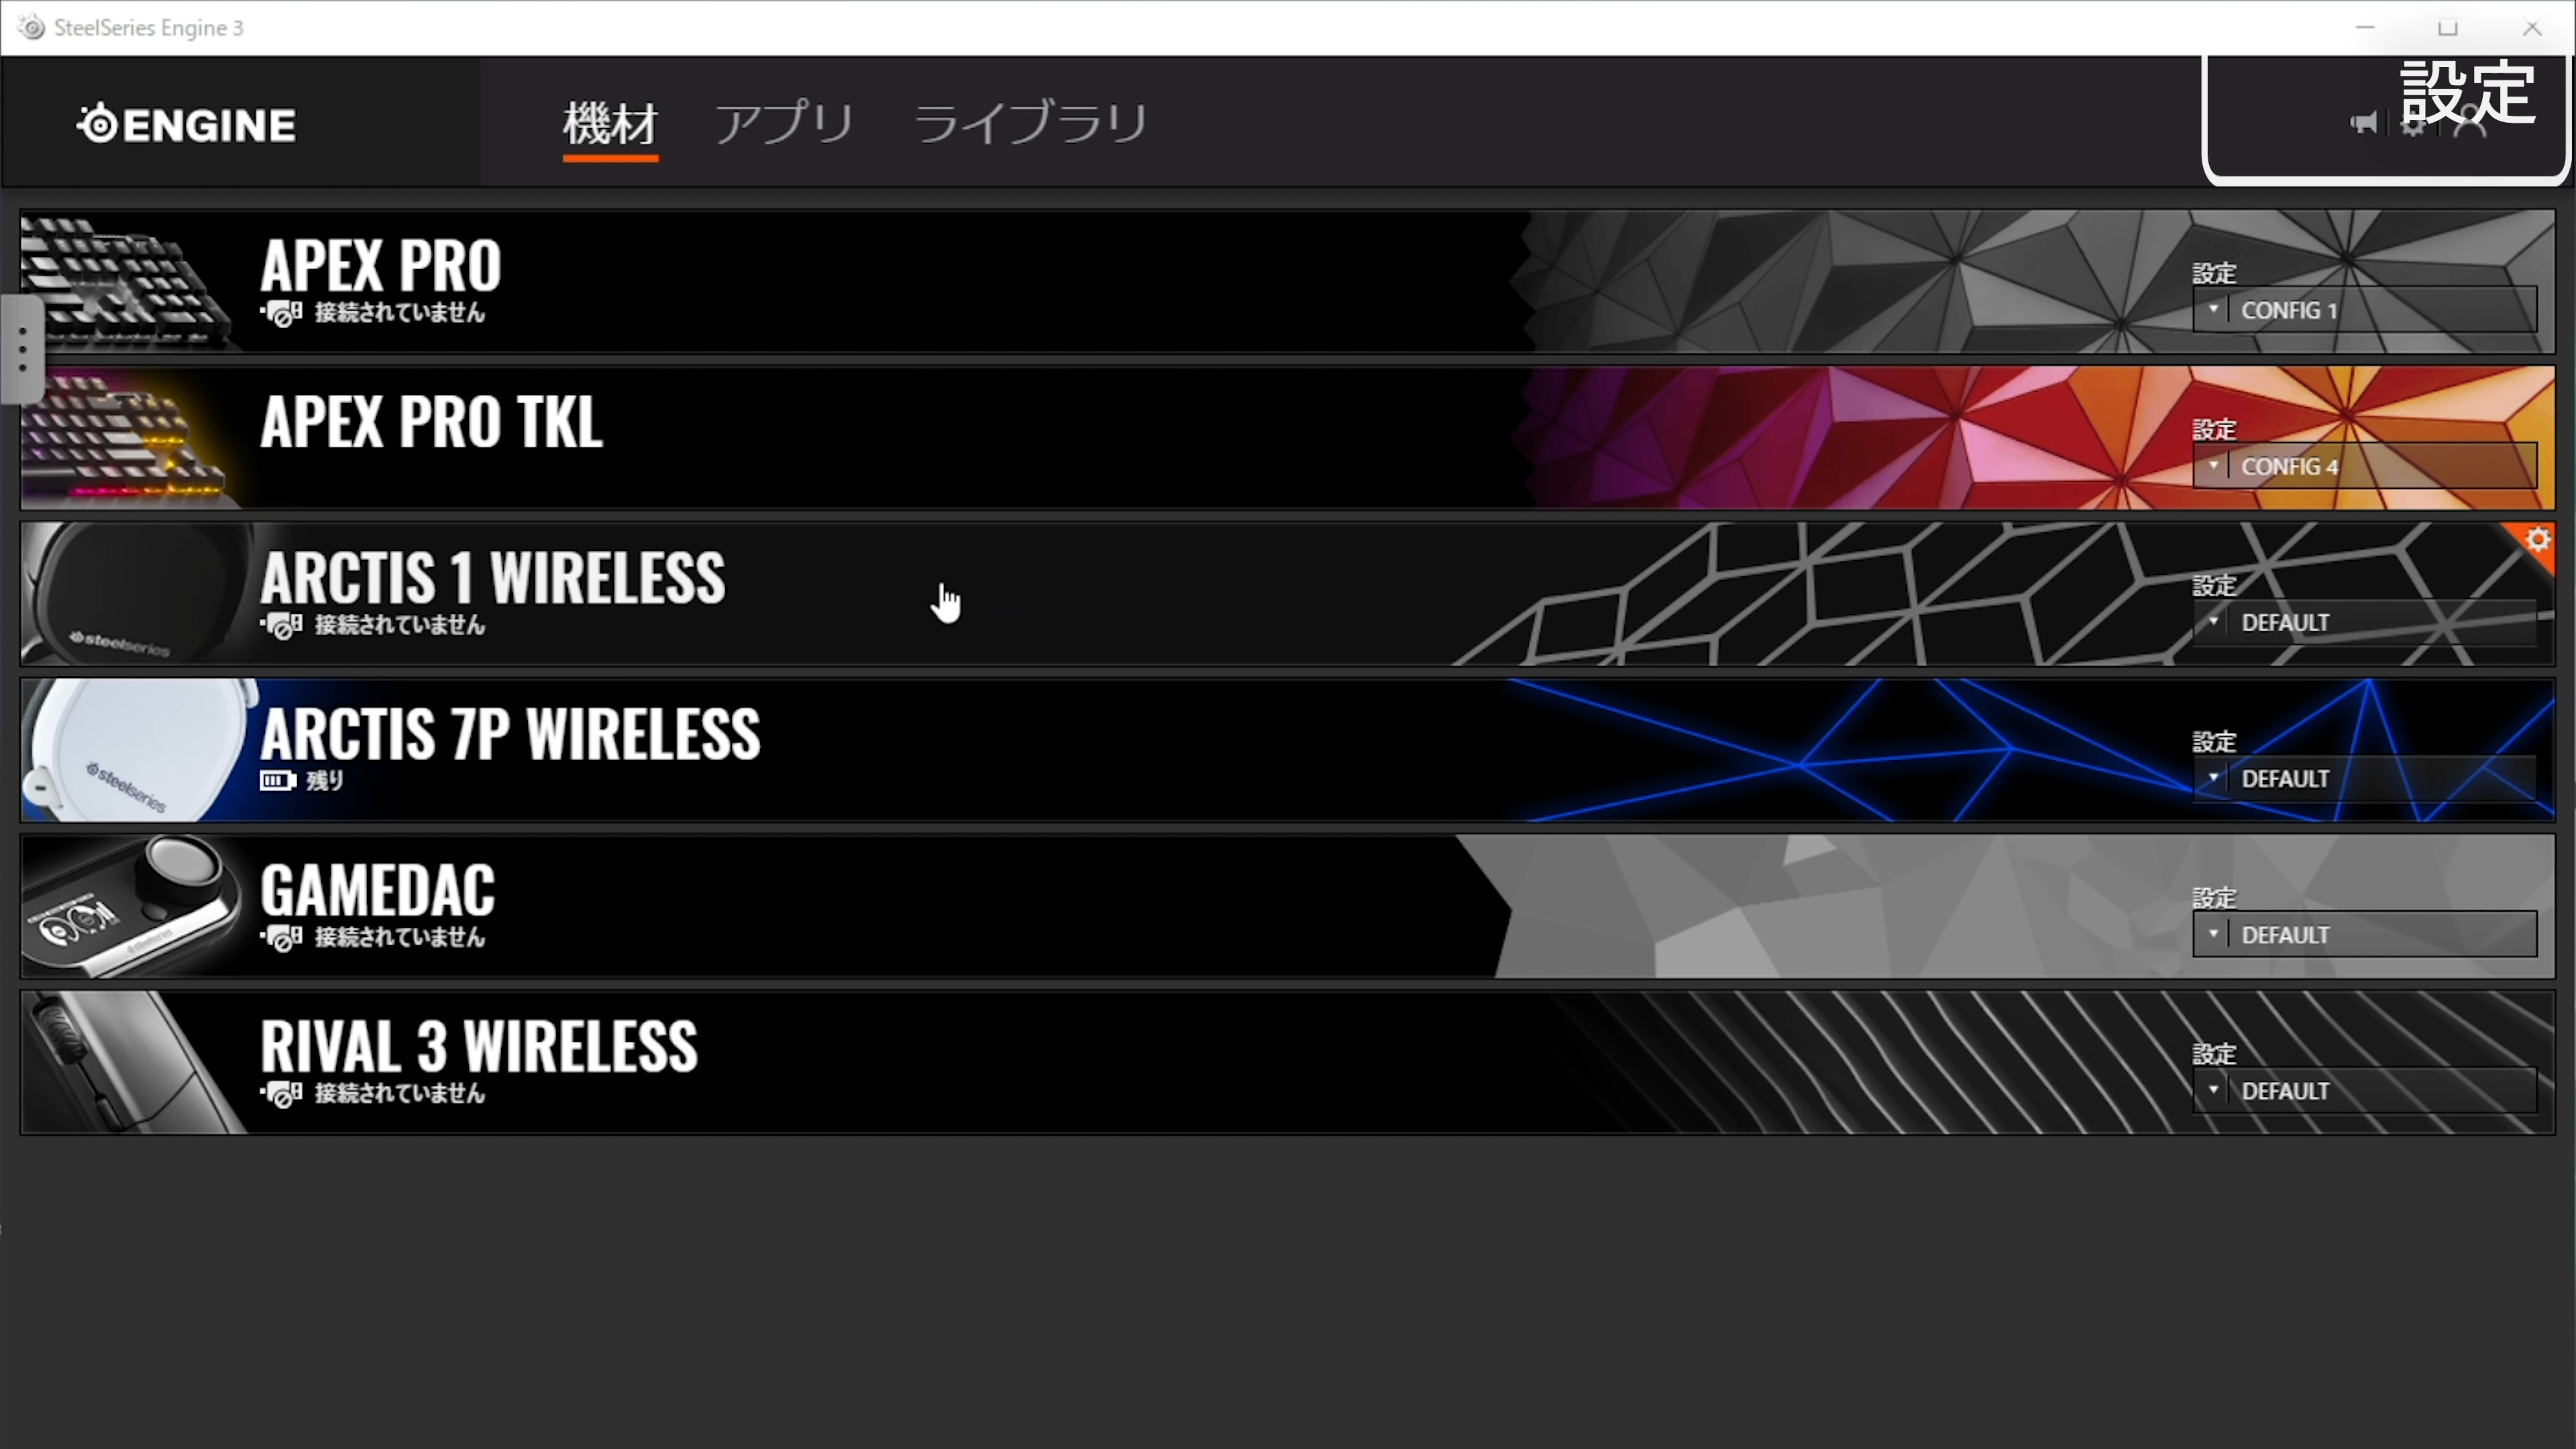 SteelSeries Engine 3
設定
ENGINE
機材 アプリ ライブラリ
APEX PRO
接続されていません
設定
CONFIG 1
APEX PRO TKL
設定
CONFIG 4
ARCTIS 1 WIRELESS
接続されていません
steelseries
設定
DEFAULT
ARCTIS 7P WIRELESS
残り
steelseries
設定
DEFAULT
GAMEDAC
接続されていません
設定
DEFAULT
RIVAL 3 WIRELESS
接続されていません
設定
DEFAULT